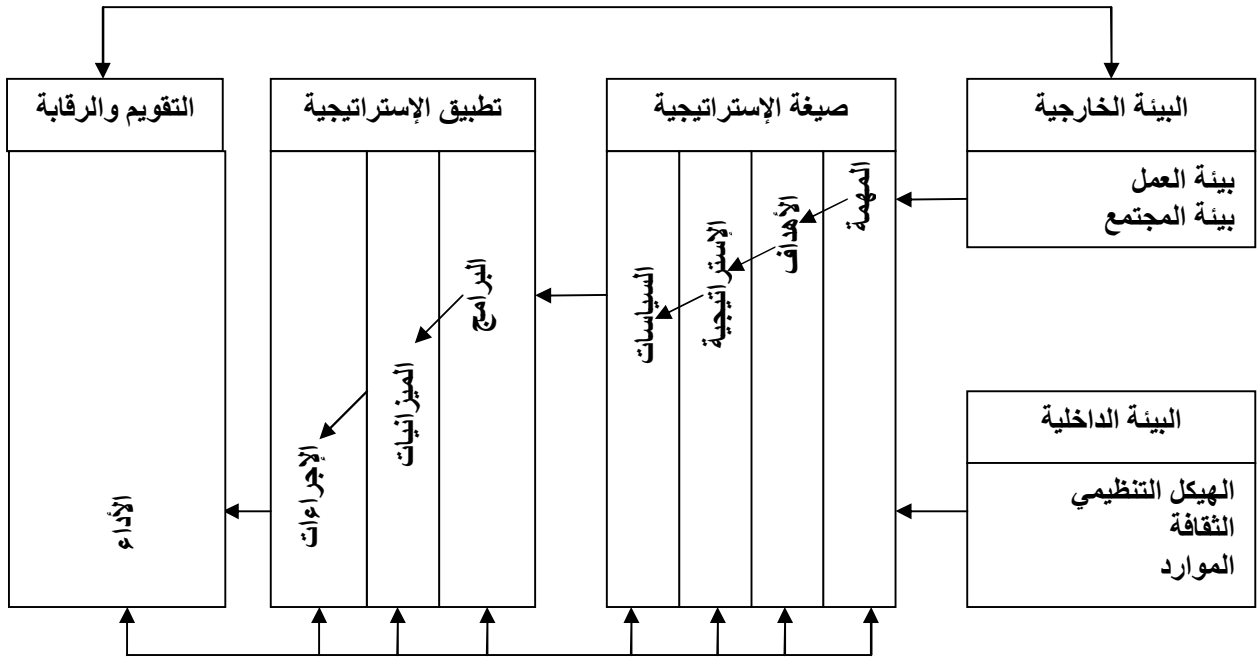 البيئة الخارجية
بيئة العمل
بيئة المجتمع
البيئة الداخلية
الهيكل التنظيمي
الثقافة
الموارد
صيغة الإستراتيجية
المهمة
الأهداف
الإستراتيجية
السياسات
تطبيق الإستراتيجية
البرامج
الميزانيات
الإجراءات
التقويم والرقابة
الأداء